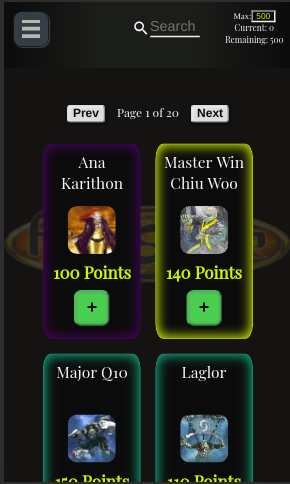 Search
Max: 500
Current: 0
Remaining: 500
Prev Page 1 of 20 Next
Ana
Karithon
100 Points
+
Master Win
Chiu Woo
140 Points
+
Major Q10
150 Points
Laglor
110 Points